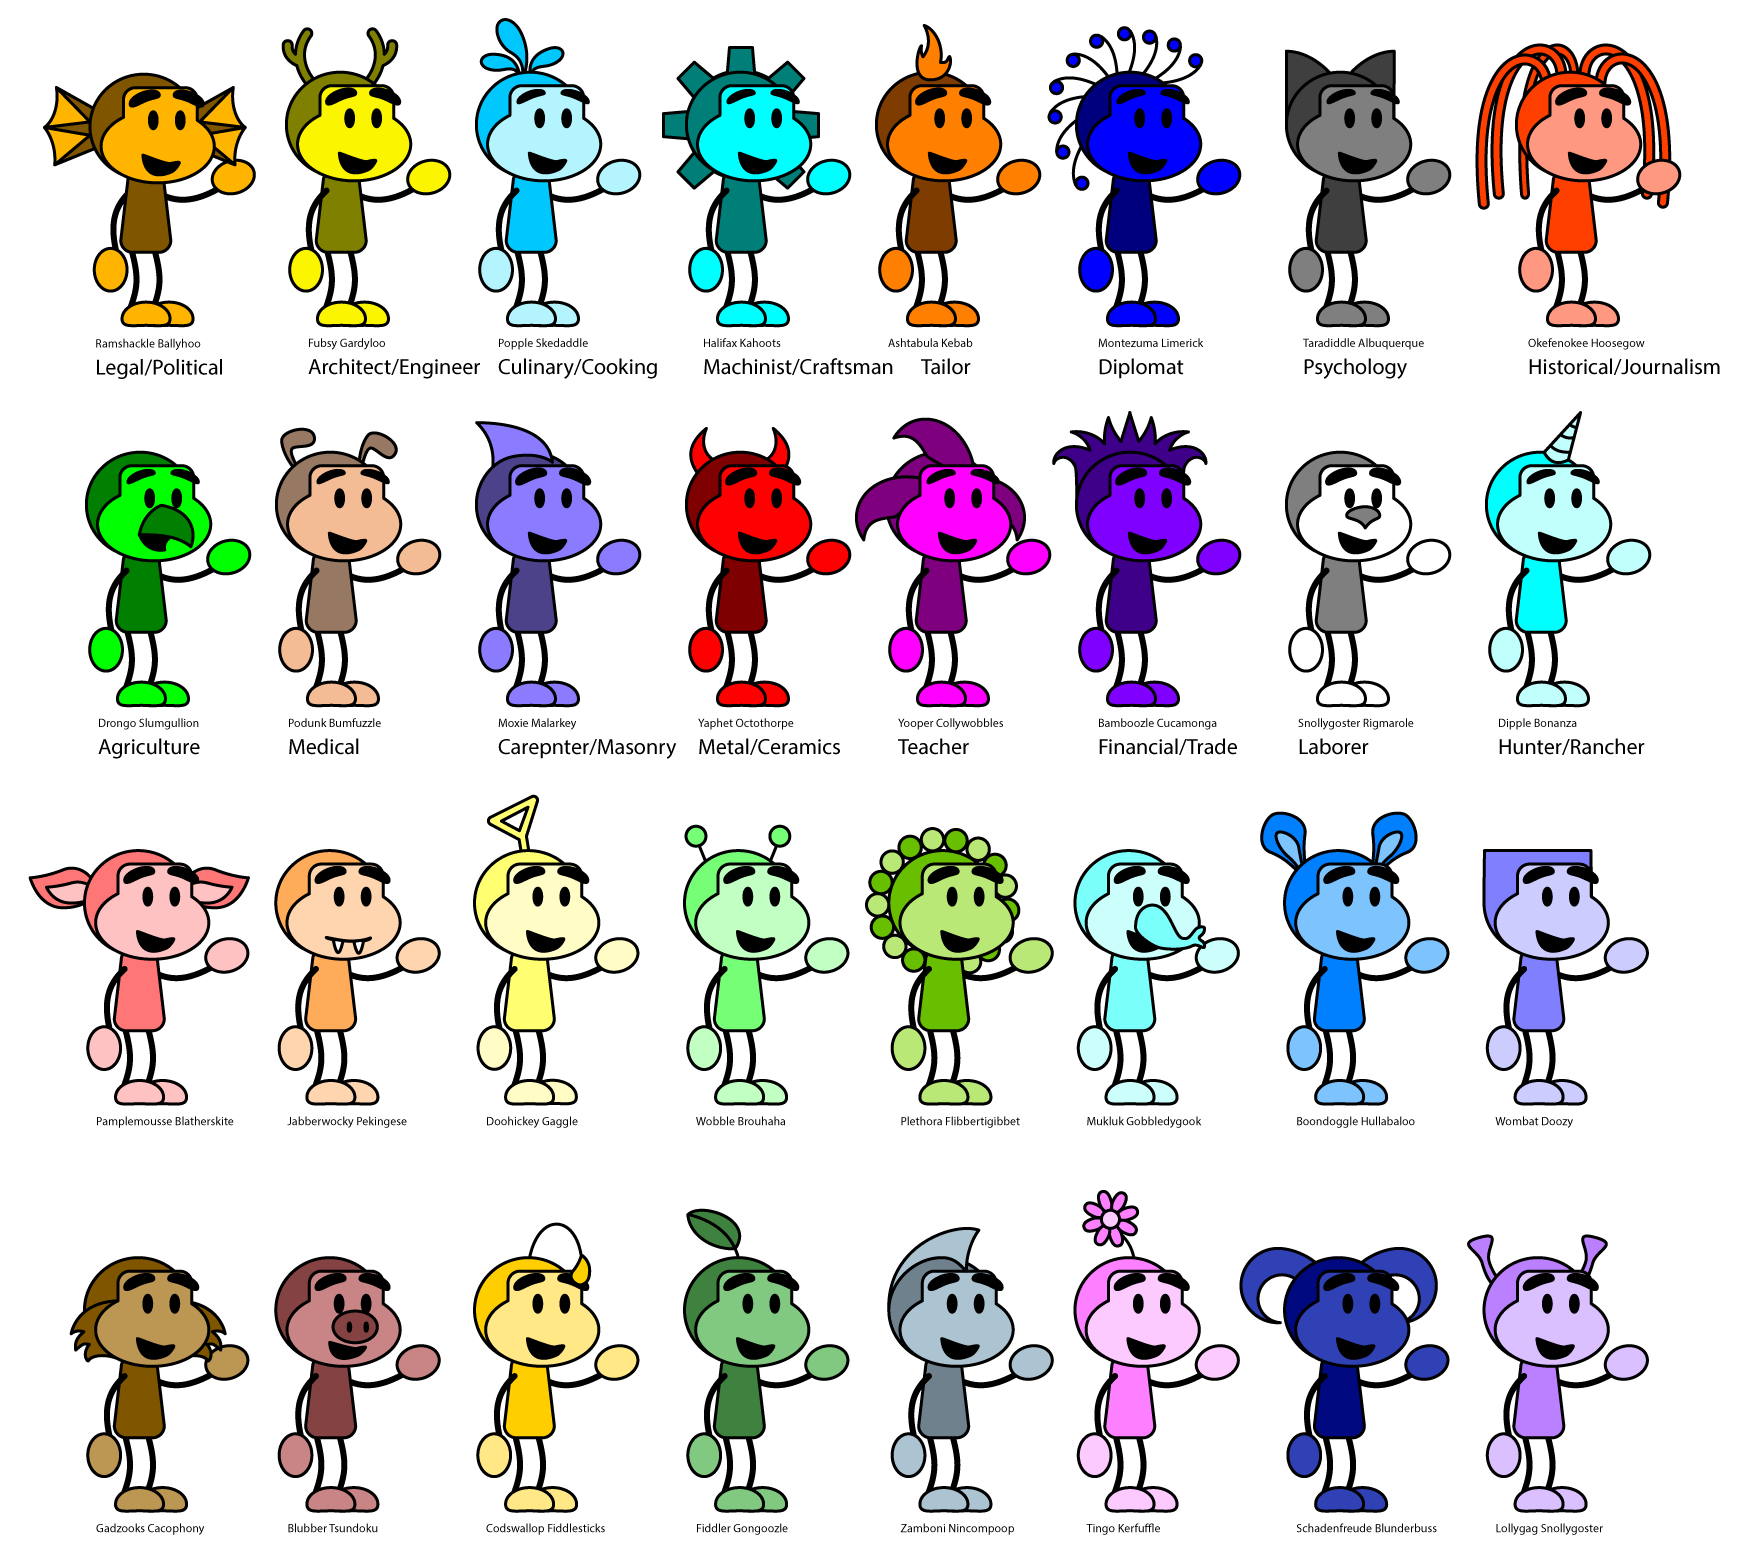 Ramshackle Ballyhoo
Fubsy Gardyloo
Popple Skedaddle
Halifax Kahoots
Ashtabula Kebab
Montezuma Limerick
Taradiddle Albuquerque
Okefenokee Hoosegow
Legal/Political
Architect/Engineer
Culinary/Cooking
Machinist/Craftsman
Tailor
Diplomat
Psychology
Historical/Journalism
Drongo Slumgullion
Podunk Bumfuzzle
Moxie Malarkey
Yaphet Octothorpe
Yooper Collywobbles
Bamboozle Cucamonga
Snollygoster Rigmarole
Dipple Bonanza
Agriculture
Medical
Carepnter/Masonry
Metal/Ceramics
Teacher
Financial/Trade
Laborer
Hunter/Rancher
Pamplemousse Blatherskite
Jabberwocky Pekingese
Doohickey Gaggle
Wobble Brouhaha
Plethora Flibbertigibbet
Mukluk Gobbledygook
Boondoggle Hullabaloo
Wombat Doozy
Gadzooks Cacophony
Blubber Tsundoku
Codswallop Fiddlesticks
Fiddler Gongoozle
Zamboni Nincompoop
Tingo Kerfuffle
Schadenfreude Blunderbuss
Lollygag Snollygoster